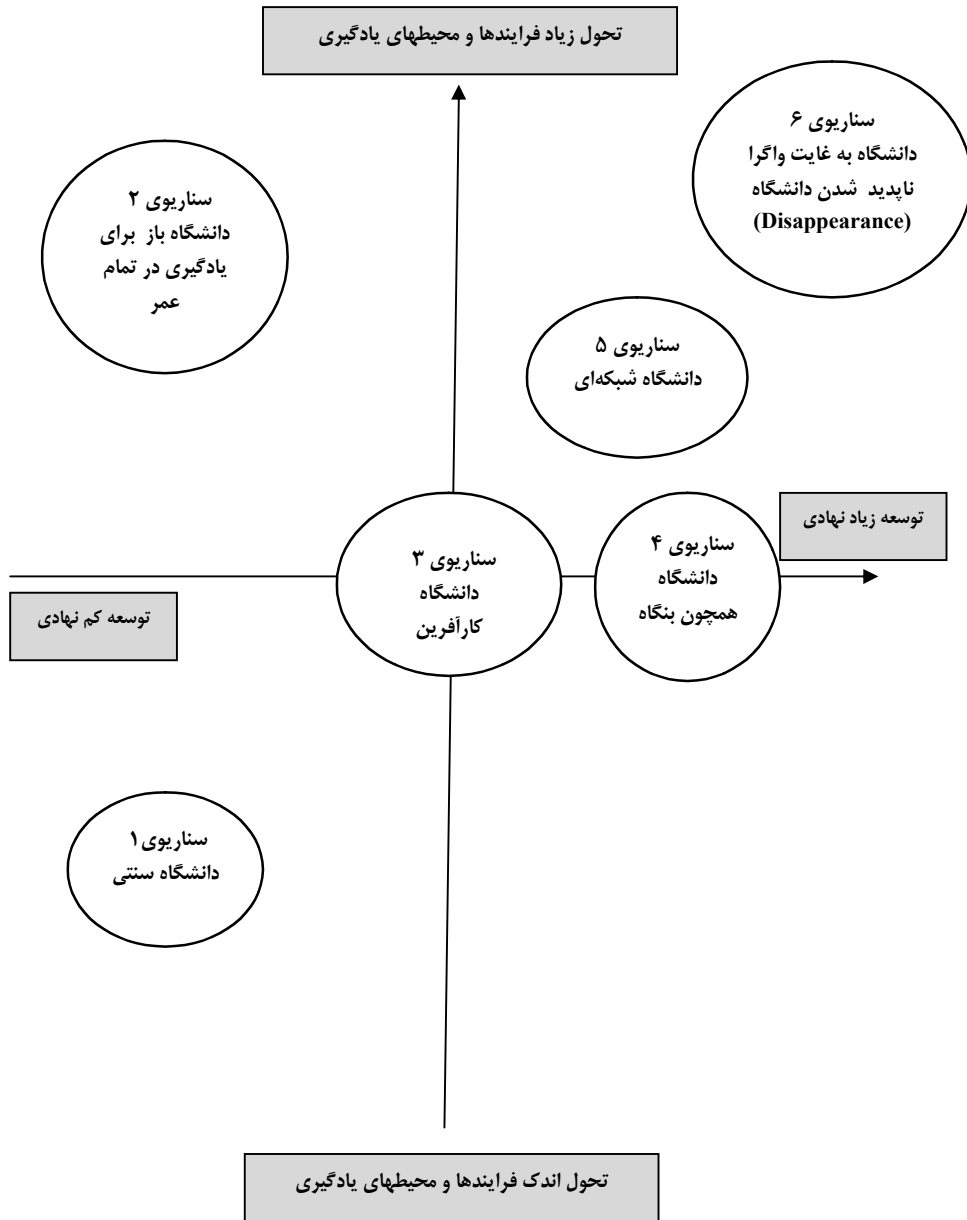 تحول زیاد فرایندها و محیطهای یادگیری
سناریوی ۶
دانشگاه به غایت واگرا
ناپدید شدن دانشگاه
(Disappearance)
سناریوی ۲
دانشگاه باز برای
یادگیری در تمام
عمر
سناریوی ۵
دانشگاه شبکه‌ای
توسعه زیاد نهادی
سناریوی ۴
دانشگاه
همچون بنگاه
سناریوی ۳
دانشگاه
کارآفرین
توسعه کم نهادی
سناریوی ۱
دانشگاه سنتی
تحول اندک فرایندها و محیطهای یادگیری